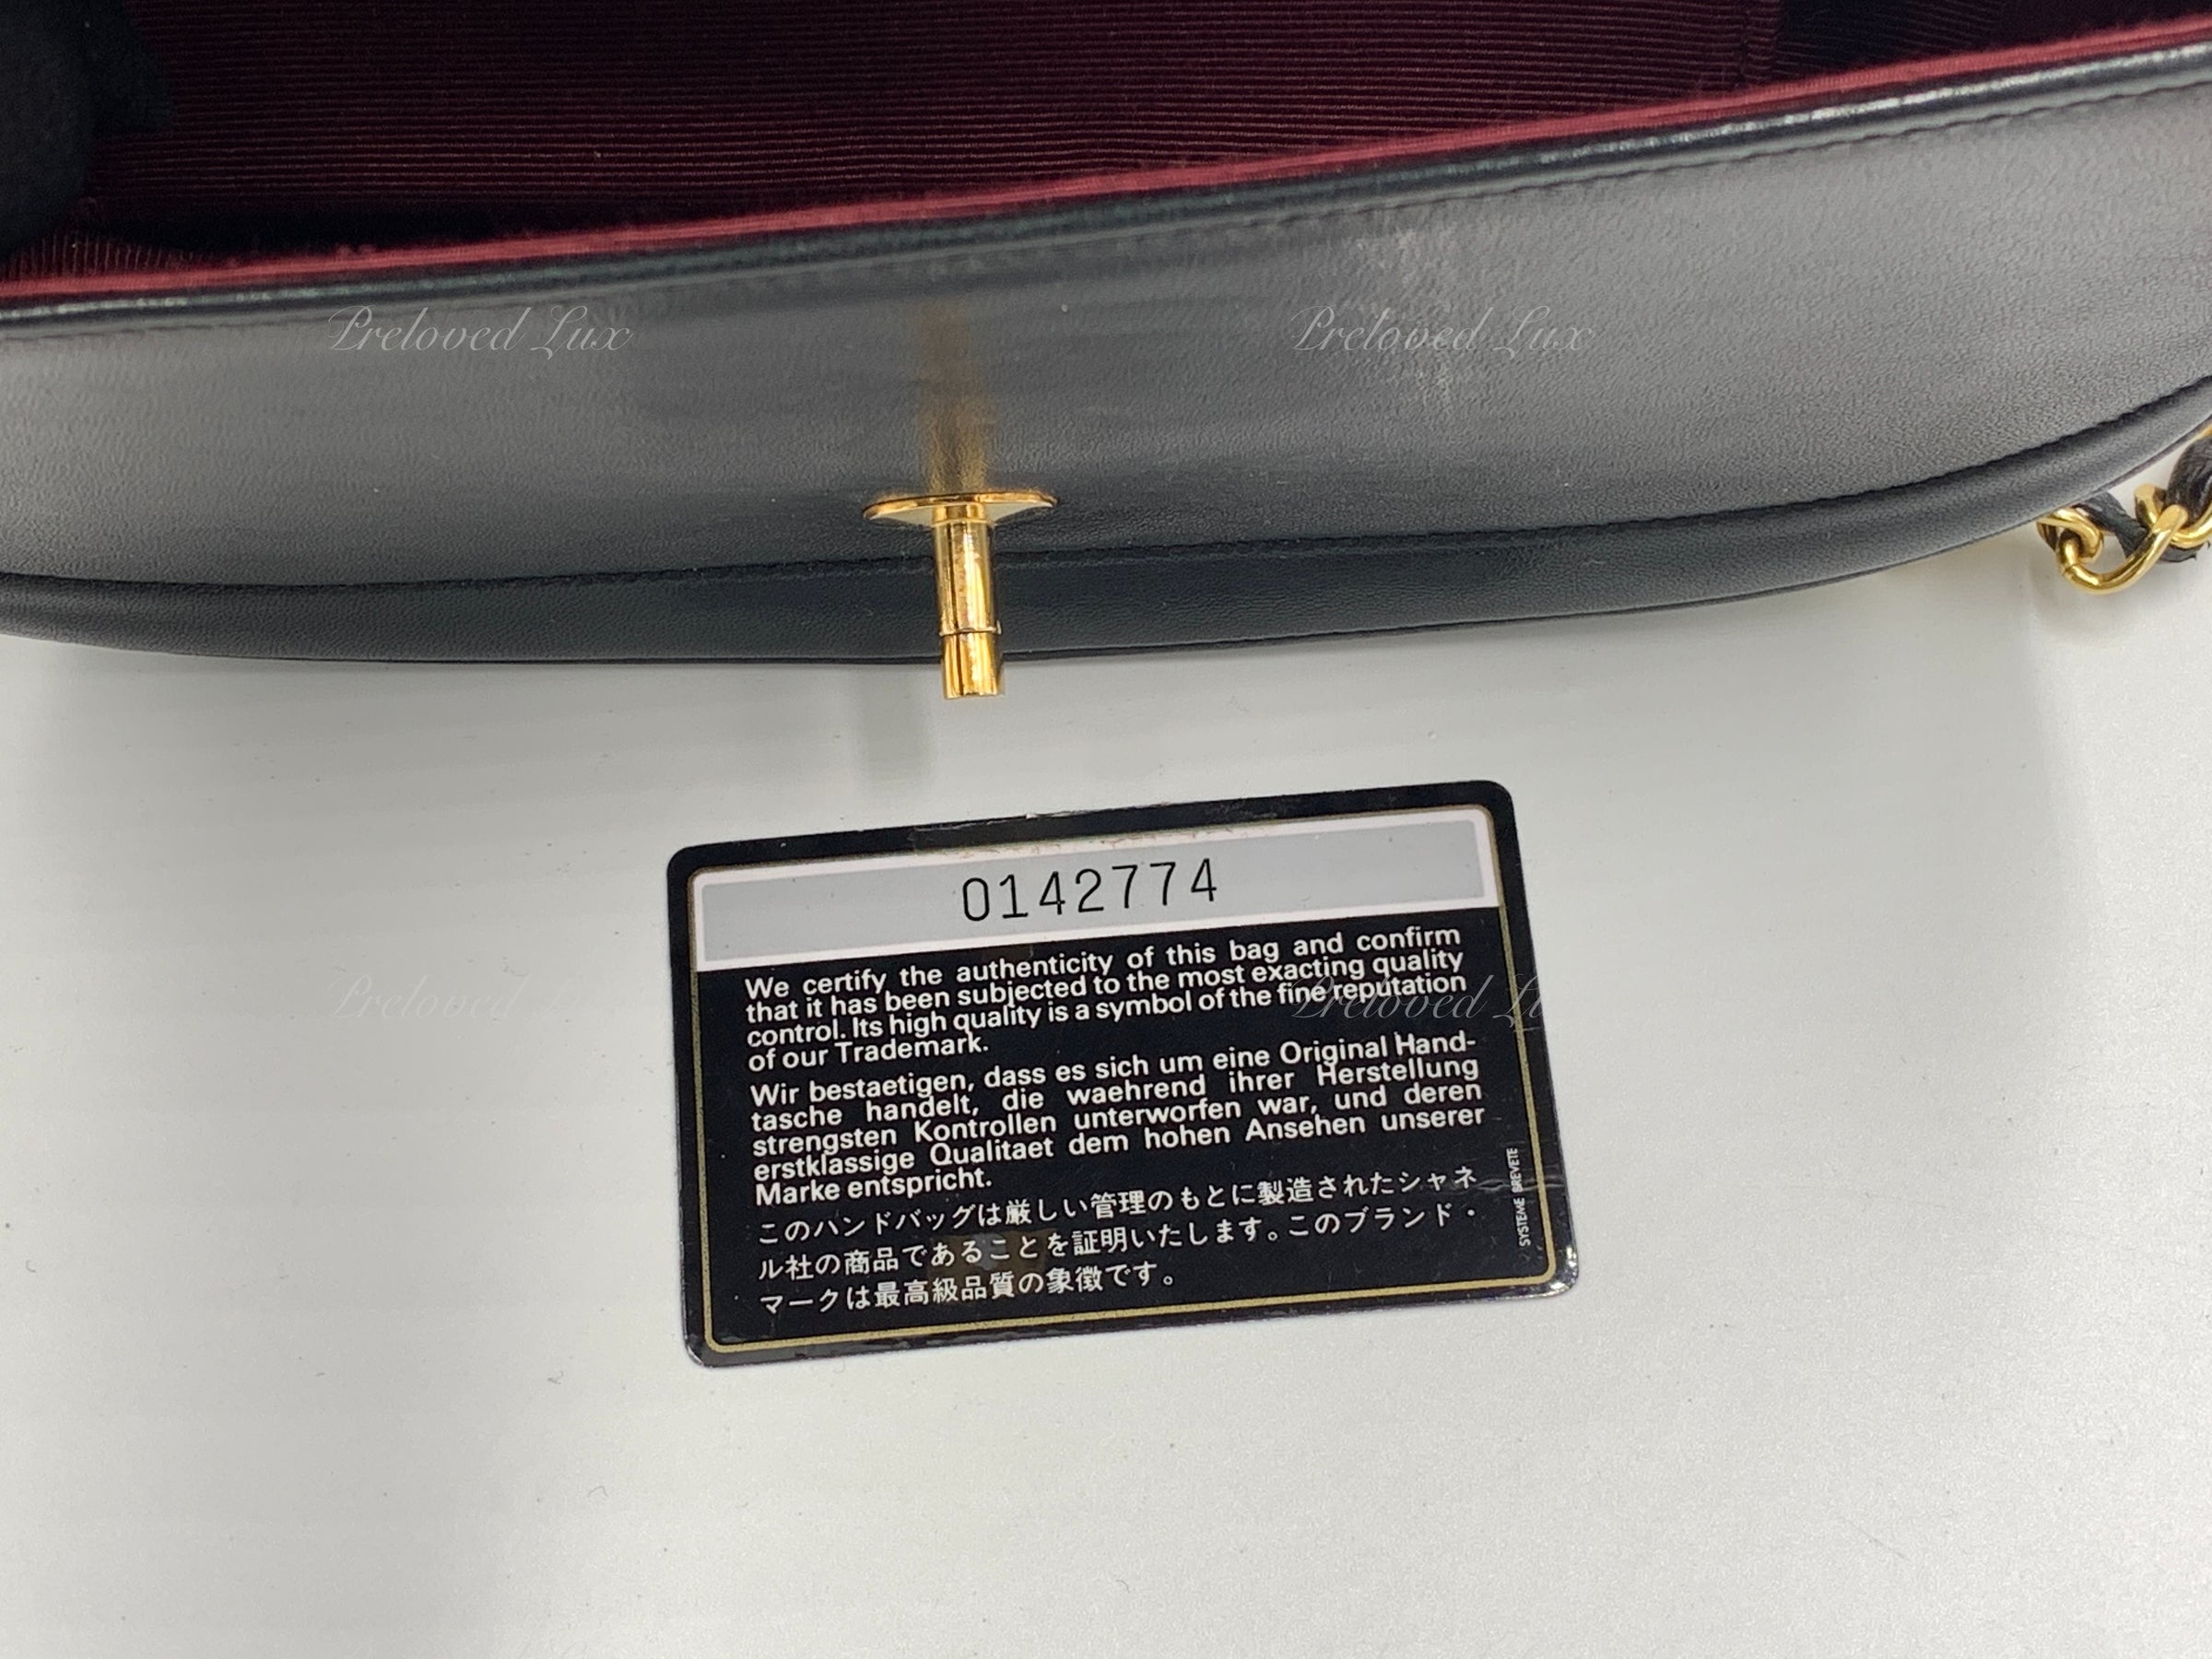 Preloved Lux Preloved Lux
0142774
We certify the authenticity of this bag and confirm
that it has been subjected to the most exacting quality
control. Its high quality is a symbol of the fine reputation
of our Trademark.
Preloved Preloved Lu
Wir bestaetigen, dass es sich um eine Original Hand-
tasche handelt, die waehrend ihrer Herstellung
strengsten Kontrollen unterworfen war, und deren
erstklassige Qualitaet dem hohen Ansehen unserer
Marke entspricht.
このハンドバッグは厳しい管理のもとに製造されたシャネ
ル社の商品であることを証明いたします。このブランド・
マークは最高級品質の象徴です。
SYSTEME BREVETE